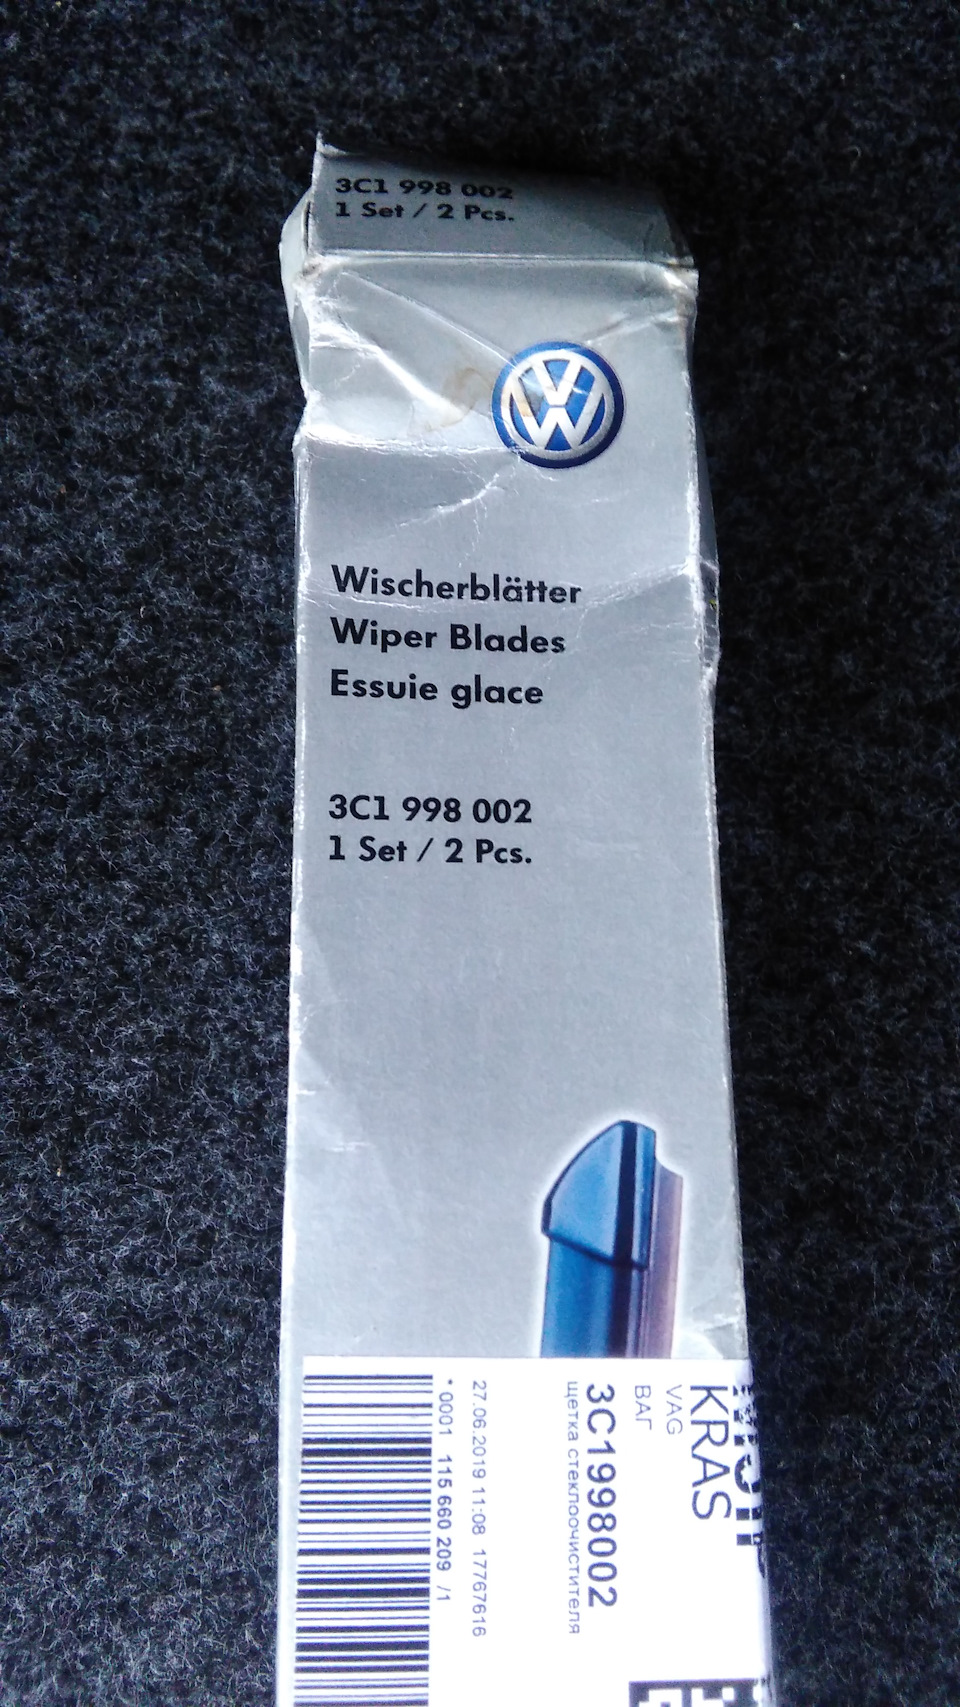 3C1 998 002
1 Set / 2 Pcs.
Wischerblätter
Wiper Blades
Essuie glace
3C1 998 002
1 Set / 2 Pcs.
KRAS
VAG
ВАГ
3C1998002
щетка стеклоочистителя
27.06.2019 11:08 17767616
* 0001 115 660 209 /1